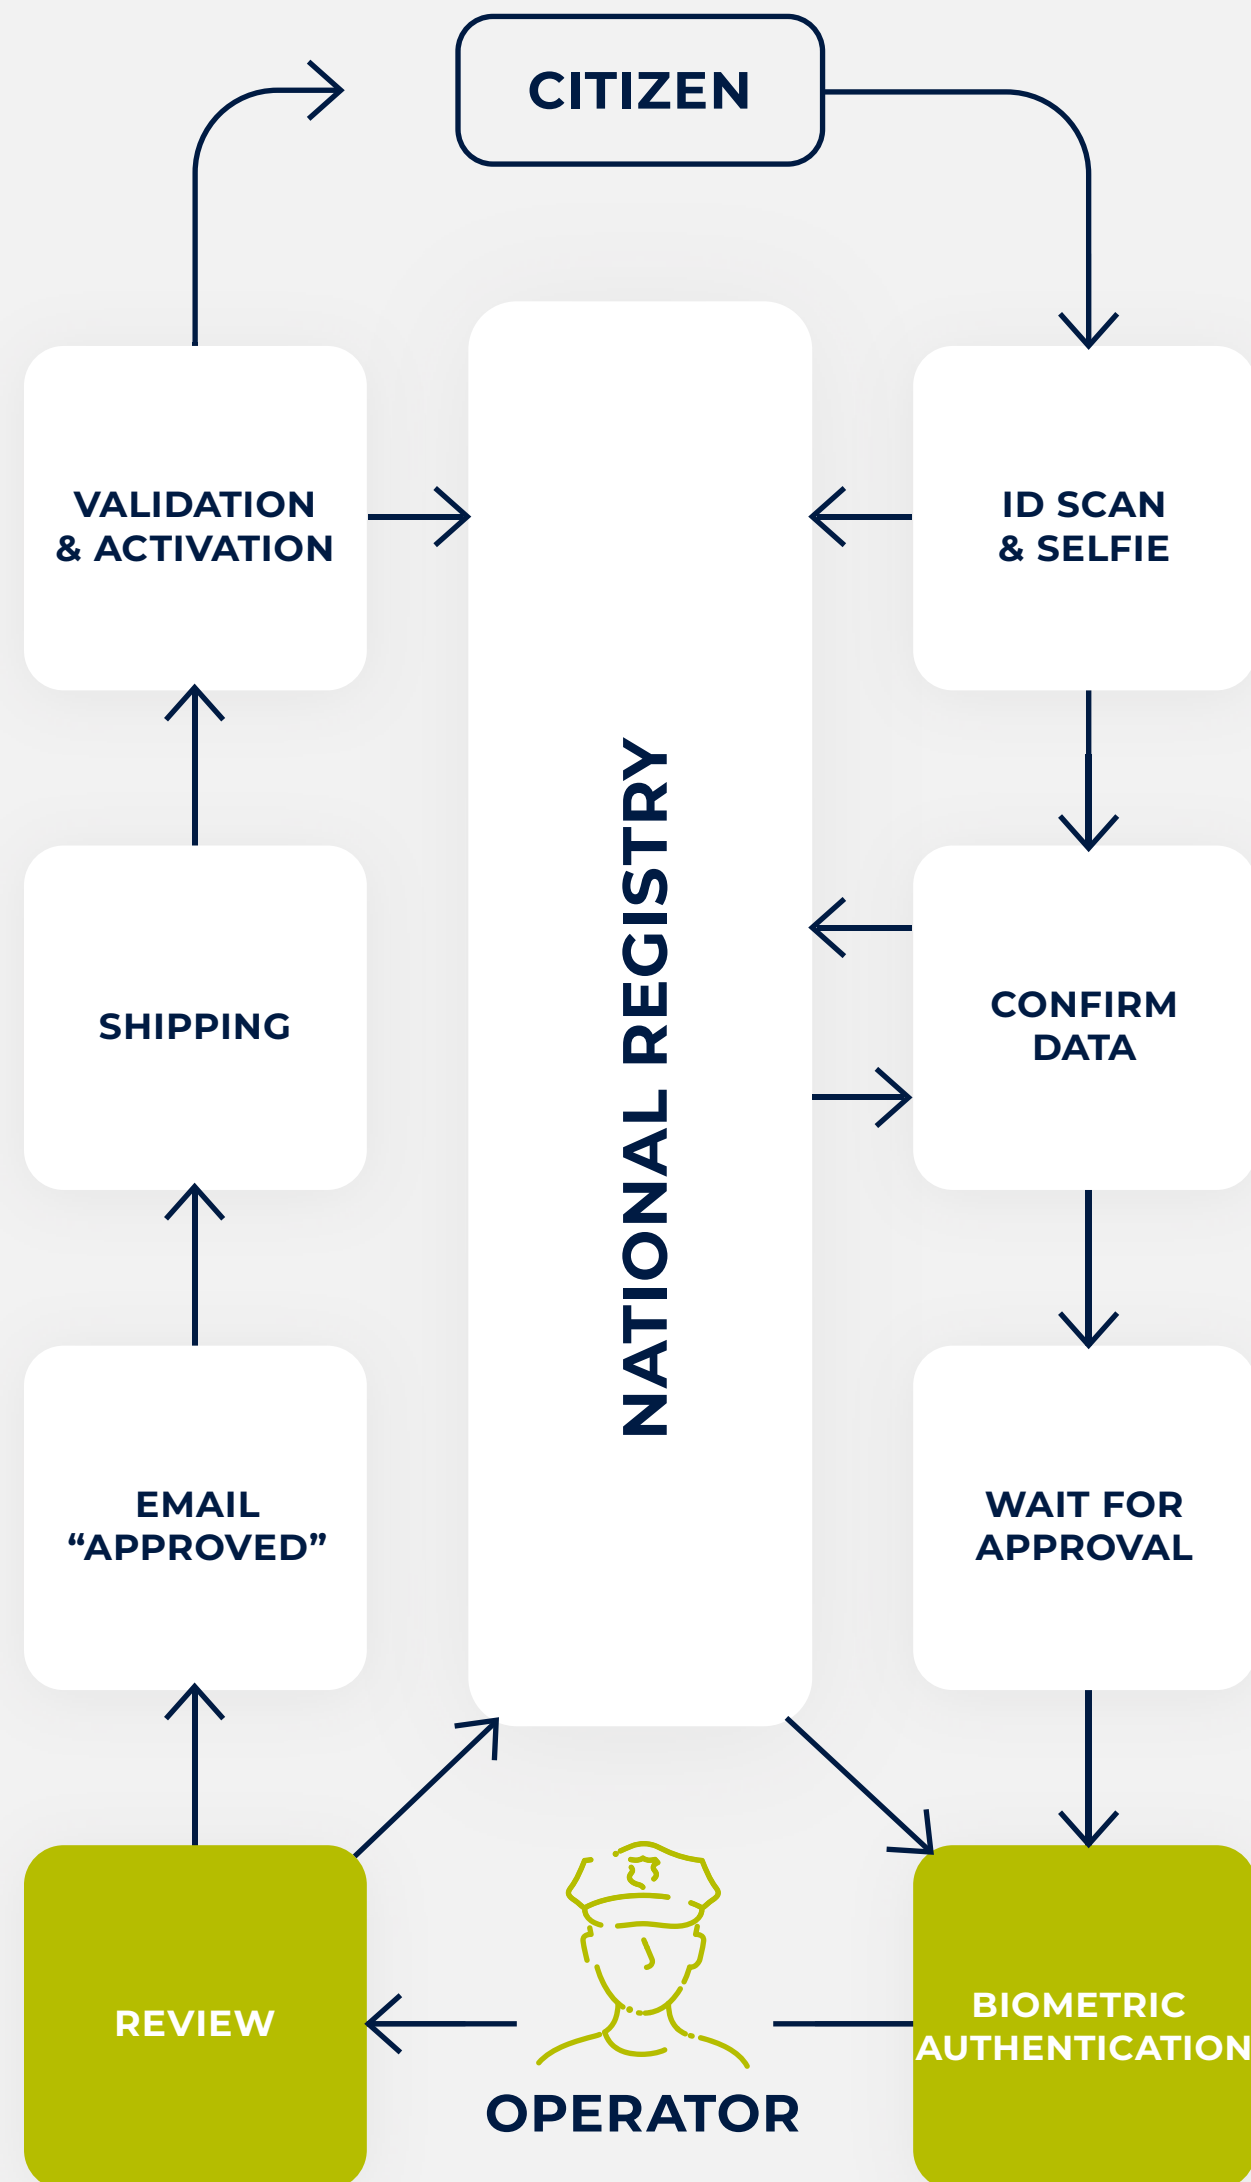 CITIZEN
VALIDATION
& ACTIVATION
ID SCAN
& SELFIE
NATIONAL REGISTRY
SHIPPING
CONFIRM
DATA
EMAIL
“APPROVED”
WAIT FOR
APPROVAL
REVIEW
OPERATOR
BIOMETRIC
AUTHENTICATION